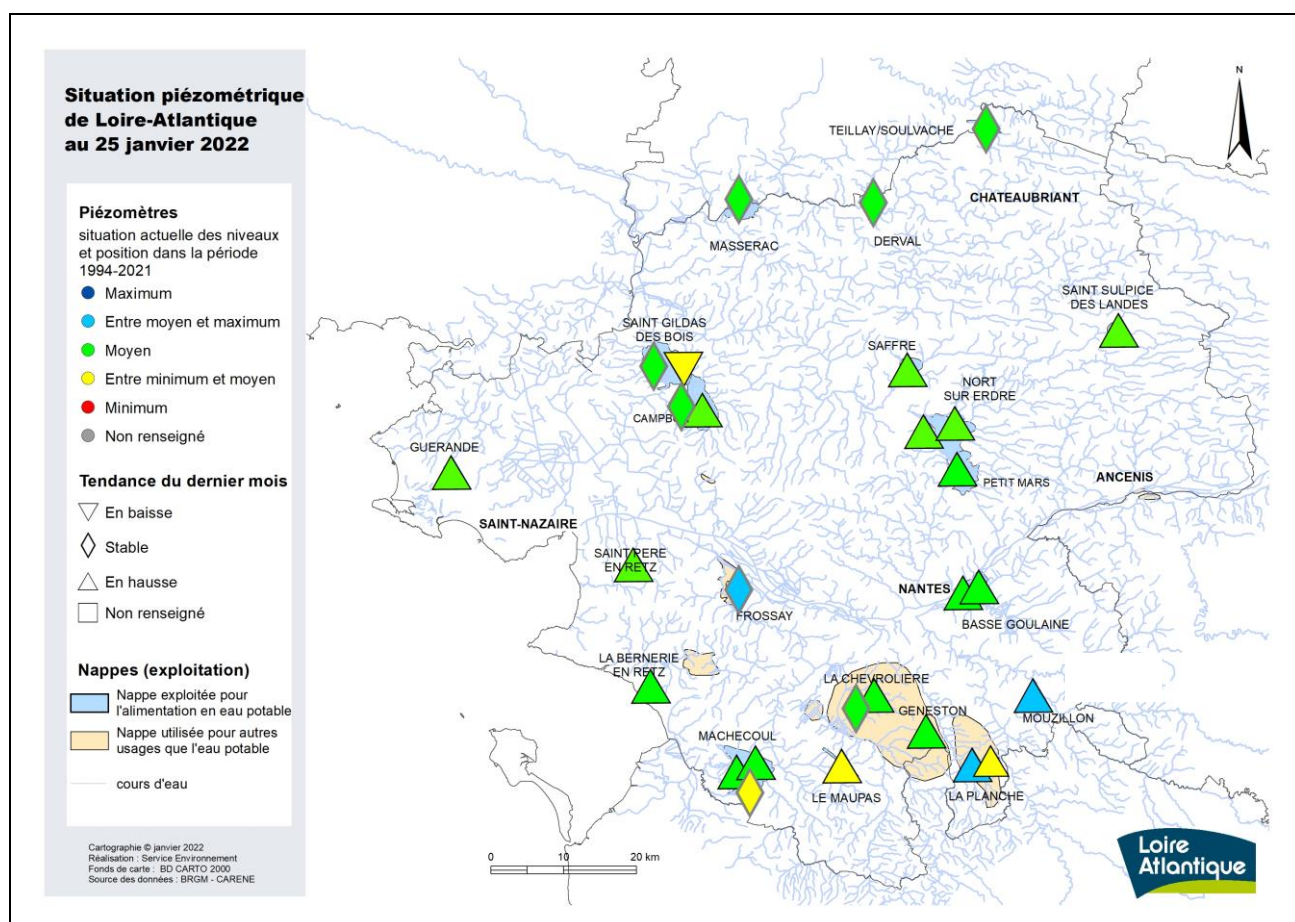 Situation piézométrique
de Loire-Atlantique
au 25 janvier 2022
Piézomètres
situation actuelle des niveaux
et position dans la période
1994-2021
Maximum
Entre moyen et maximum
Moyen
Entre minimum et moyen
Minimum
Non renseigné
Tendance du dernier mois
En baisse
Stable
En hausse
Non renseigné
Nappes (exploitation)
Nappe exploitée pour
l'alimentation en eau potable
Nappe utilisée pour autres
usages que l'eau potable
cours d'eau
Cartographie © janvier 2022
Réalisation : Service Environnement
Fonds de carte : BD CARTO 2000
Source des données : BRGM - CARENE
N
TEILLAY/SOULVACHE
CHATEAUBRIANT
MASSERAC
DERVAL
SAINT SULPICE
DES LANDES
SAINT GILDAS
DES BOIS
SAFFRE
NORT
SUR ERDRE
GUERANDE
PETIT MARS
ANCENIS
SAINT-NAZAIRE
SAINT PERE
EN RETZ
FROSSAY
NANTES
BASSE GOULAINE
LA BERNERIE
EN RETZ
LA CHEVROLIERE
GENESTON
MOUZILLON
MACHECOUL
LE MAUPAS
LA PLANCHE
0 10 20 km
Loire
Atlantique